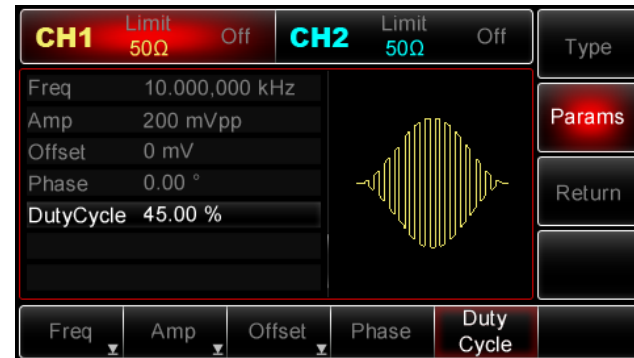 CH1 Limit 50Ω Off CH2 Limit 50Ω Off
Type
Freq 10.000,000 kHz
Amp 200 mVpp
Params
Offset 0 mV
Phase 0.00 °
Return
DutyCycle 45.00 %
Freq Amp Offset Phase Duty Cycle